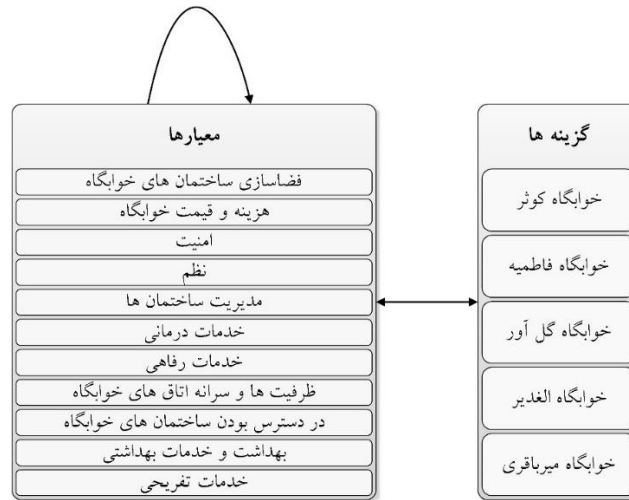 معیارها
فضاسازی ساختمان های خوابگاه
هزینه و قیمت خوابگاه
امنیت
نظم
مدیریت ساختمان ها
خدمات درمانی
خدمات رفاهی
ظرفیت ها و سرانه اتاق های خوابگاه
در دسترس بودن ساختمان های خوابگاه
بهداشت و خدمات بهداشتی
خدمات تفریحی
گزینه ها
خوابگاه کوثر
خوابگاه فاطمیه
خوابگاه گل آور
خوابگاه الغدیر
خوابگاه میرباقری